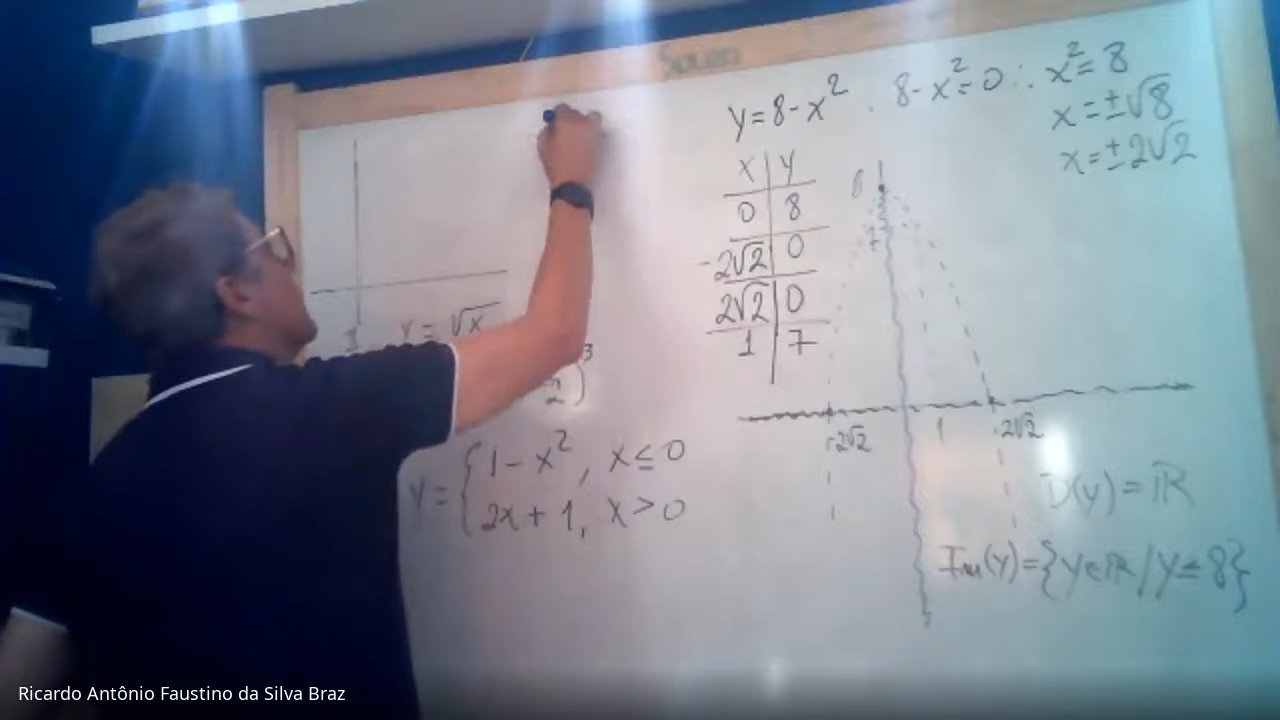 y=8-x² . 8-x²=0 ∴ x²=8
x=±√8
x=±2√2
x | y
0 | 8
-2√2 | 0
2√2 | 0
1 | 7
8
7
-2√2 1 2√2
D(y)=ℝ
Im(y)={y∈ℝ/y≤8}
y=√x
y={1-x², x≤0
2x+1, x>0
Ricardo Antônio Faustino da Silva Braz